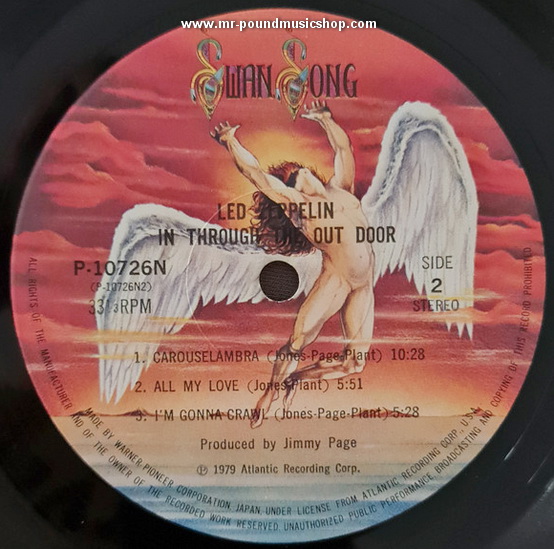 www.mr-poundmusicshop.com
SWAN SONG
LED ZEPPELIN
IN THROUGH THE OUT DOOR
P-10726N
(P-10726N2)
33 1/3 RPM
SIDE
2
STEREO
1. CAROUSELAMBRA (Jones-Page-Plant) 10:28
2. ALL MY LOVE (Jones-Plant) 5:51
3. I'M GONNA CRAWL (Jones-Page-Plant) 5:28
Produced by Jimmy Page
℗ 1979 Atlantic Recording Corp.
MADE BY WARNER-PIONEER CORPORATION, JAPAN, UNDER LICENSE FROM ATLANTIC RECORDING CORP., U.S.A.
ALL RIGHTS OF THE MANUFACTURER AND OF THE OWNER OF THE RECORDED WORK RESERVED. UNAUTHORIZED PUBLIC PERFORMANCE, BROADCASTING AND COPYING OF THIS RECORD PROHIBITED